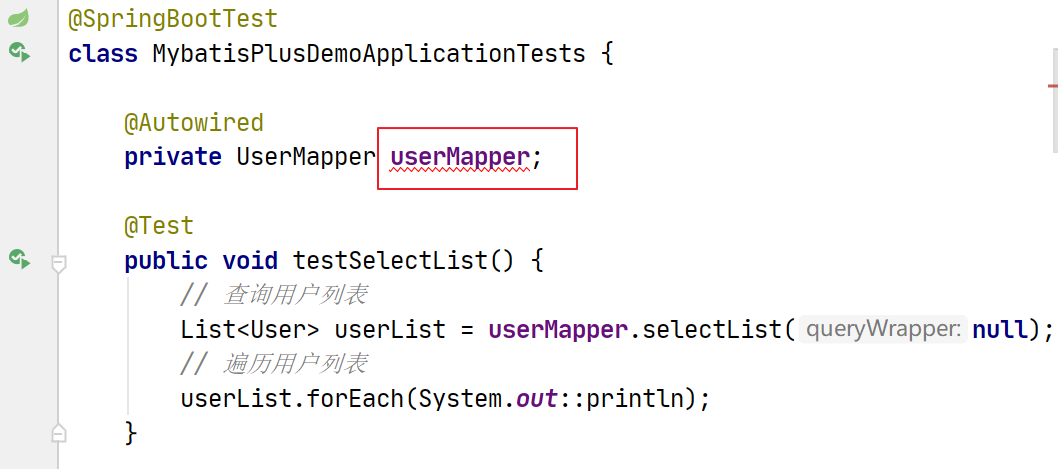 @SpringBootTest
class MybatisPlusDemoApplicationTests {
@Autowired
private UserMapper userMapper;
@Test
public void testSelectList() {
// 查询用户列表
List<User> userList = userMapper.selectList( queryWrapper: null);
// 遍历用户列表
userList.forEach(System.out::println);
}